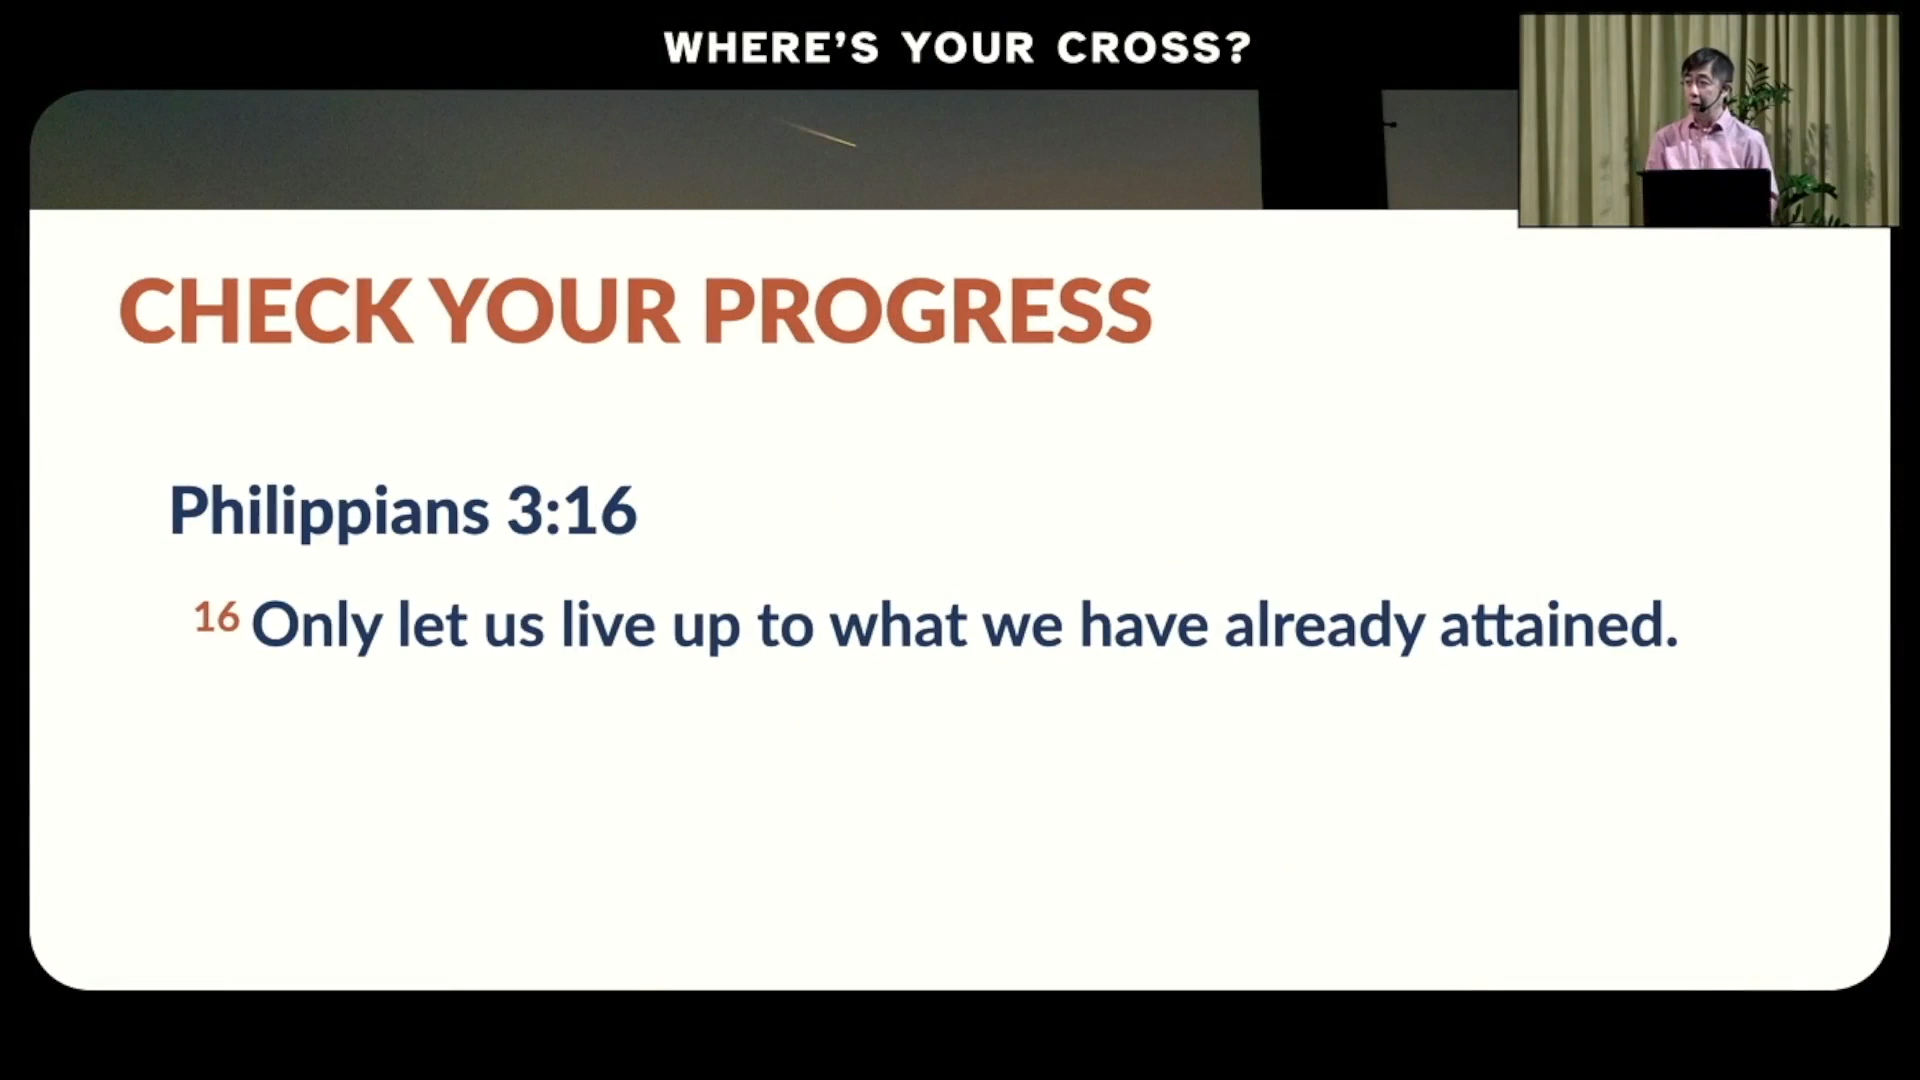 WHERE'S YOUR CROSS?
CHECK YOUR PROGRESS
Philippians 3:16
16 Only let us live up to what we have already attained.